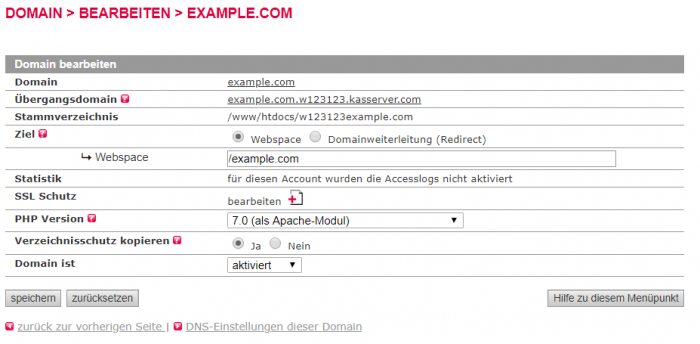 DOMAIN > BEARBEITEN > EXAMPLE.COM
Domain bearbeiten
Domain example.com
Übergangsdomain example.com.w123123.kasserver.com
Stammverzeichnis /www/htdocs/w123123example.com
Ziel Webspace Domainweiterleitung (Redirect)
Webspace /example.com
Statistik für diesen Account wurden die Accesslogs nicht aktiviert
SSL Schutz bearbeiten
PHP Version 7.0 (als Apache-Modul)
Verzeichnisschutz kopieren Ja Nein
Domain ist aktiviert
speichern zurücksetzen Hilfe zu diesem Menüpunkt
zurück zur vorherigen Seite | DNS-Einstellungen dieser Domain